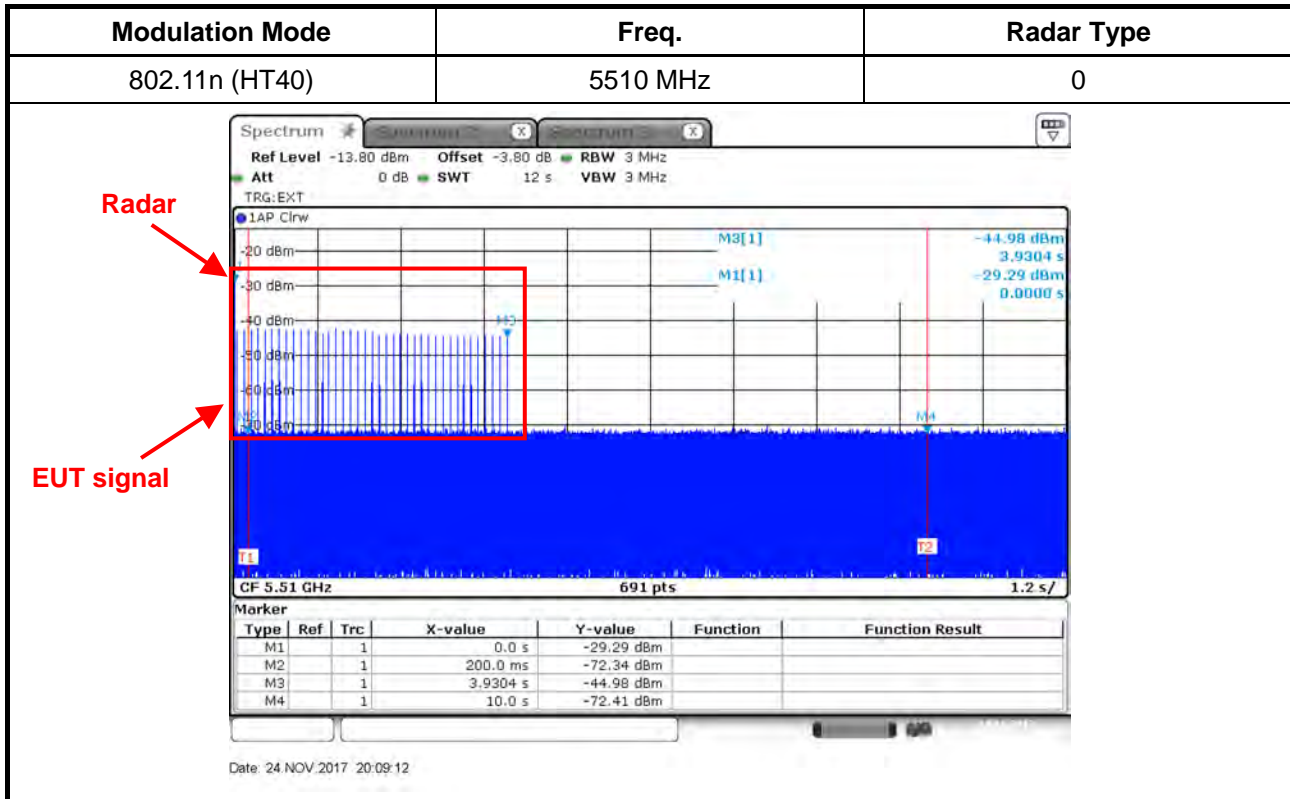 Modulation Mode Freq. Radar Type
802.11n (HT40) 5510 MHz 0
Spectrum
Ref Level -13.80 dBm Offset -3.80 dB RBW 3 MHz
Att 0 dB SWT 12 s VBW 3 MHz
TRG:EXT
Radar
1AP Clrw
M3[1] -44.98 dBm
3.9304 s
M1[1] -29.29 dBm
0.0000 s
-20 dBm
-30 dBm
-40 dBm
M3
-50 dBm
-60 dBm
M4
EUT signal
T1
T2
CF 5.51 GHz 691 pts 1.2 s/
Marker
Type Ref Trc X-value Y-value Function Function Result
M1 1 0.0 s -29.29 dBm
M2 1 200.0 ms -72.34 dBm
M3 1 3.9304 s -44.98 dBm
M4 1 10.0 s -72.41 dBm
Date: 24.NOV.2017 20:09:12